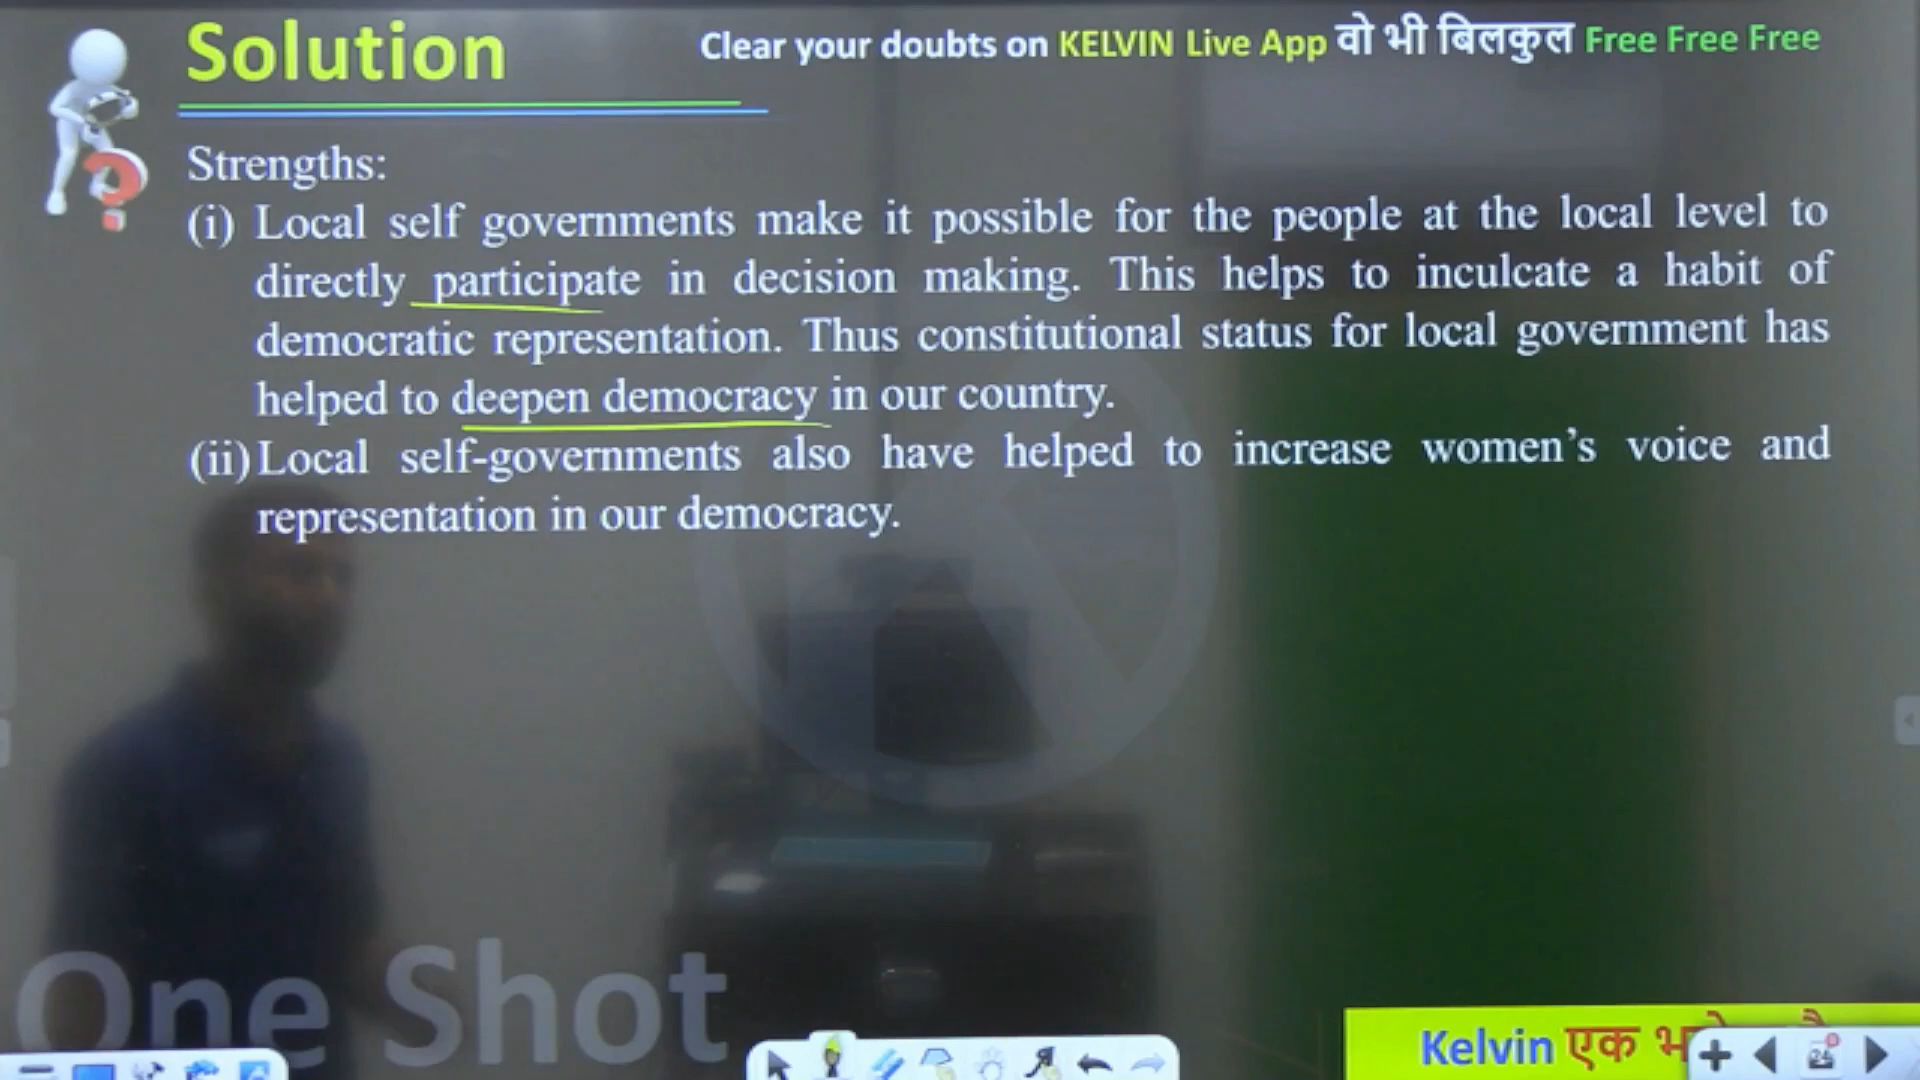 Solution
Clear your doubts on KELVIN Live App वो भी बिलकुल Free Free Free
Strengths:
(i) Local self governments make it possible for the people at the local level to
directly participate in decision making. This helps to inculcate a habit of
democratic representation. Thus constitutional status for local government has
helped to deepen democracy in our country.
(ii) Local self-governments also have helped to increase women's voice and
representation in our democracy.
One Shot
Kelvin एक
24